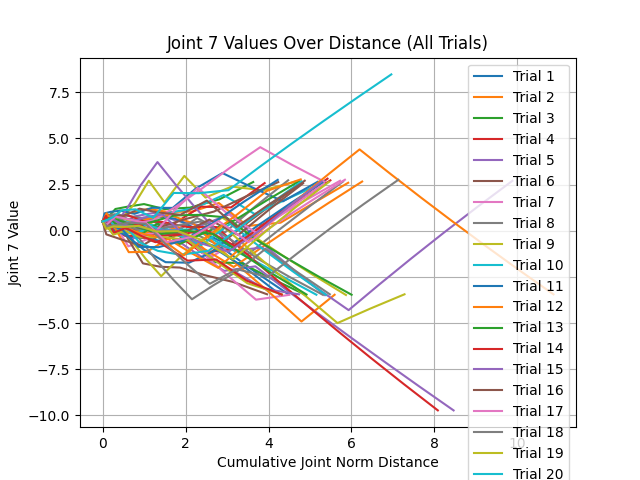 Joint 7 Values Over Distance (All Trials)
Joint 7 Value
7.5
5.0
2.5
0.0
−2.5
−5.0
−7.5
−10.0
0
2
4
6
8
10
Cumulative Joint Norm Distance
Trial 1
Trial 2
Trial 3
Trial 4
Trial 5
Trial 6
Trial 7
Trial 8
Trial 9
Trial 10
Trial 11
Trial 12
Trial 13
Trial 14
Trial 15
Trial 16
Trial 17
Trial 18
Trial 19
Trial 20